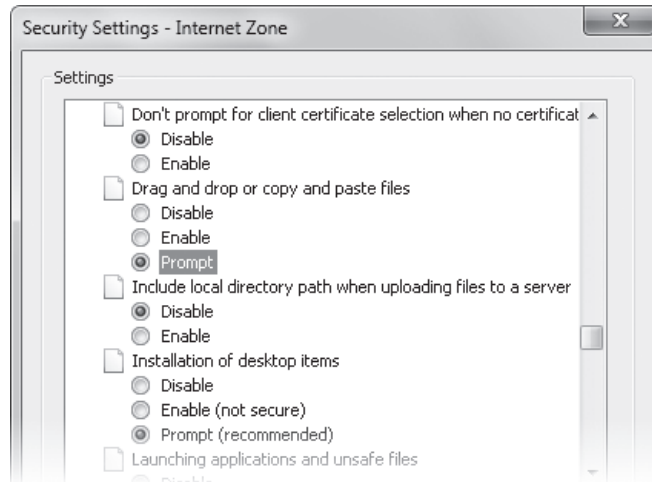 Security Settings - Internet Zone
Settings
Don't prompt for client certificate selection when no certificat
Disable
Enable
Drag and drop or copy and paste files
Disable
Enable
Prompt
Include local directory path when uploading files to a server
Disable
Enable
Installation of desktop items
Disable
Enable (not secure)
Prompt (recommended)
Launching applications and unsafe files
Disable